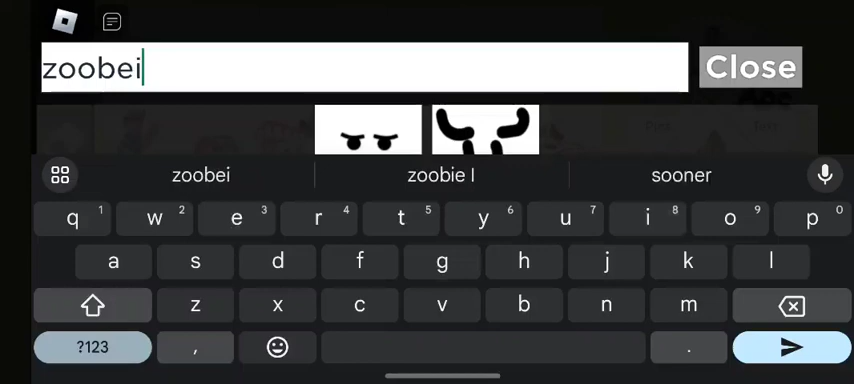 zoobei
Close
zoobei zoobie I sooner
q 1 w 2 e 3 r 4 t 5 y 6 u 7 i 8 o 9 p 0
a s d f g h j k l
z x c v b n m
?123 , .